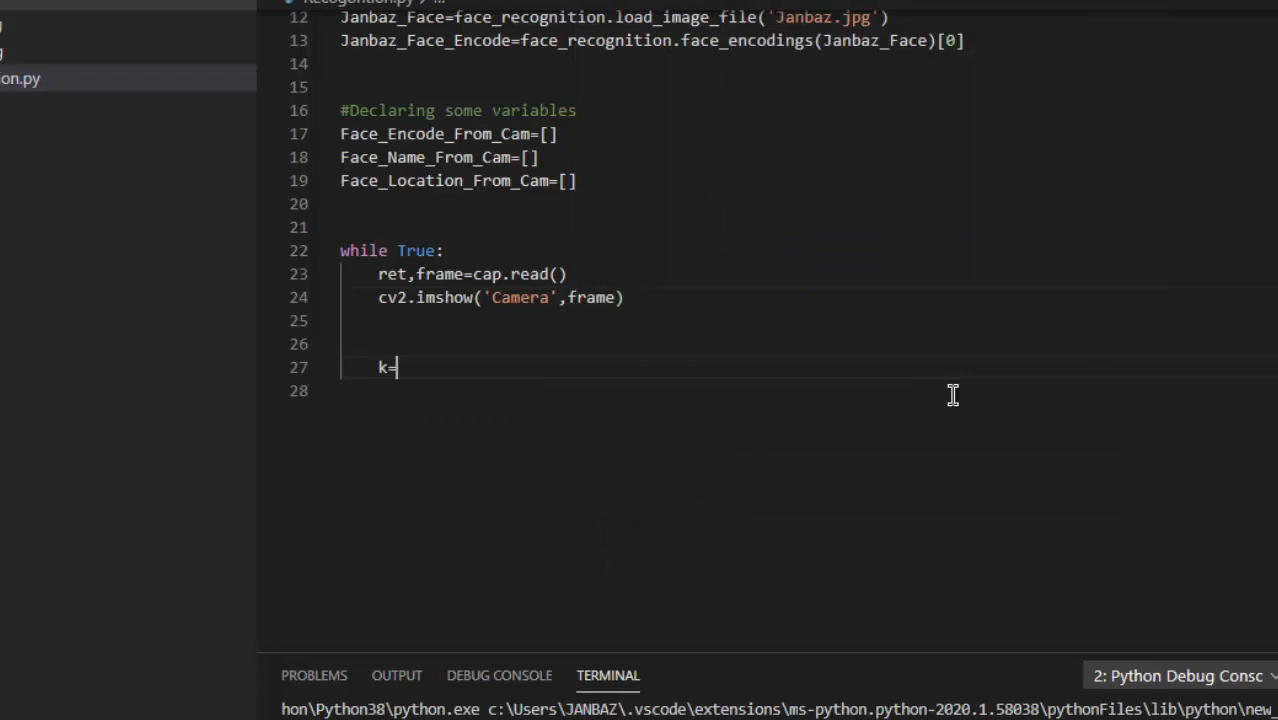 Recogontion.py > ...
g
on.py
12 Janbaz_Face=face_recognition.load_image_file('Janbaz.jpg')
13 Janbaz_Face_Encode=face_recognition.face_encodings(Janbaz_Face)[0]
14
15
16 #Declaring some variables
17 Face_Encode_From_Cam=[]
18 Face_Name_From_Cam=[]
19 Face_Location_From_Cam=[]
20
21
22 while True:
23 ret,frame=cap.read()
24 cv2.imshow('Camera',frame)
25
26
27 k=
28
PROBLEMS OUTPUT DEBUG CONSOLE TERMINAL 2: Python Debug Consc
hon\Python38\python.exe c:\Users\JANBAZ\.vscode\extensions\ms-python.python-2020.1.58038\pythonFiles\lib\python\new